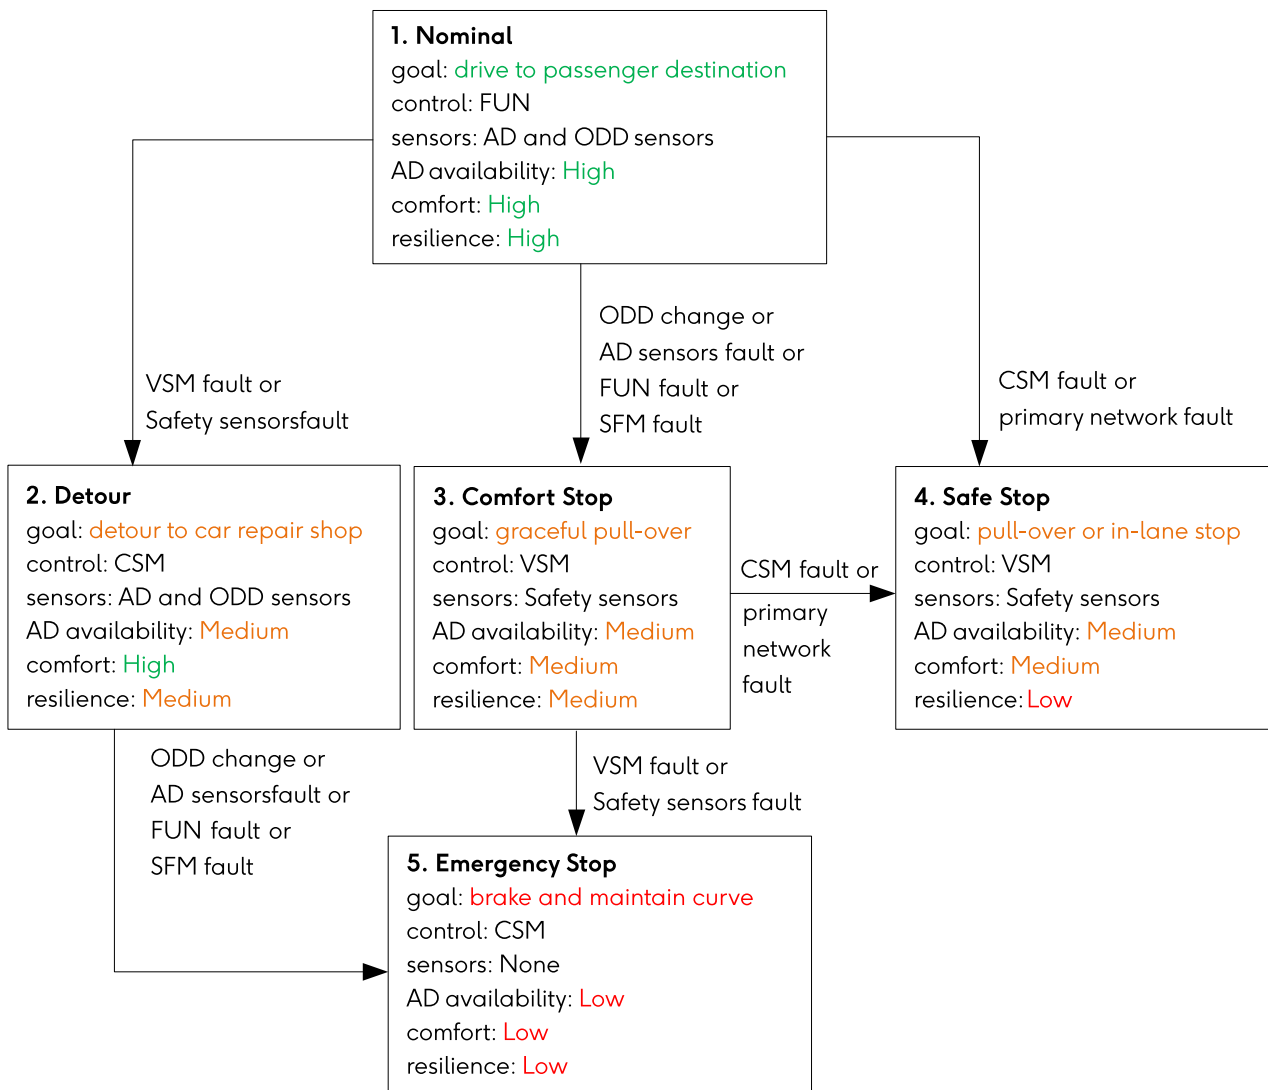 1. Nominal
goal: drive to passenger destination
control: FUN
sensors: AD and ODD sensors
AD availability: High
comfort: High
resilience: High
VSM fault or
Safety sensorsfault
ODD change or
AD sensors fault or
FUN fault or
SFM fault
CSM fault or
primary network fault
2. Detour
goal: detour to car repair shop
control: CSM
sensors: AD and ODD sensors
AD availability: Medium
comfort: High
resilience: Medium
3. Comfort Stop
goal: graceful pull-over
control: VSM
sensors: Safety sensors
AD availability: Medium
comfort: Medium
resilience: Medium
CSM fault or
primary
network
fault
4. Safe Stop
goal: pull-over or in-lane stop
control: VSM
sensors: Safety sensors
AD availability: Medium
comfort: Medium
resilience: Low
ODD change or
AD sensorsfault or
FUN fault or
SFM fault
VSM fault or
Safety sensors fault
5. Emergency Stop
goal: brake and maintain curve
control: CSM
sensors: None
AD availability: Low
comfort: Low
resilience: Low